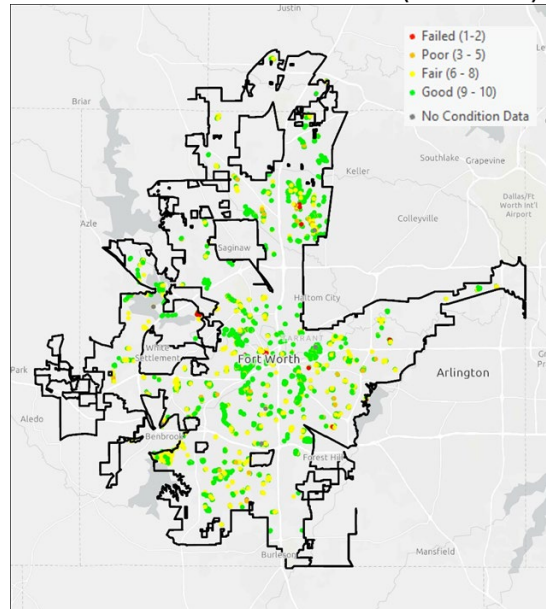 Justin
Failed (1-2)
Poor (3 - 5)
Fair (6 - 8)
Good (9 - 10)
No Condition Data
Briar
Keller
Southlake
Grapevine
Dallas/Ft
Worth Int'l
Airport
Colleyville
Azle
Saginaw
Haltom City
TARRANT
White
Settlement
Fort Worth
Arlington
Park
Aledo
Benbrook
Forest Hill
Burleson
Mansfield